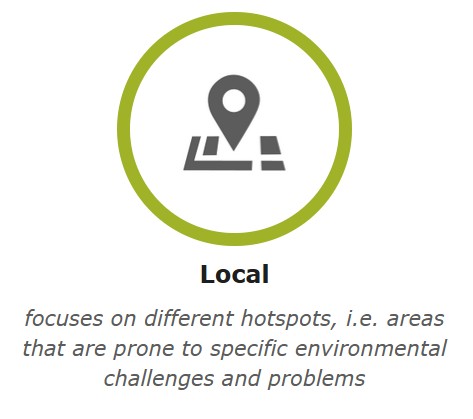 Local
focuses on different hotspots, i.e. areas
that are prone to specific environmental
challenges and problems